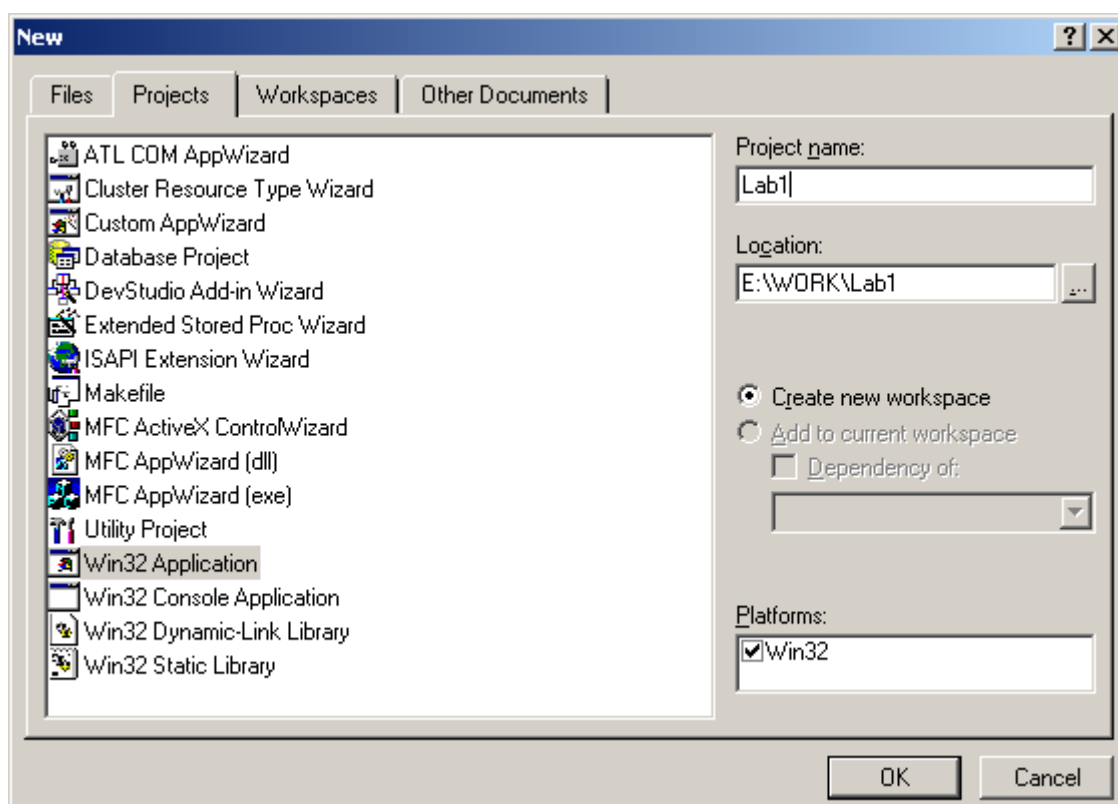 New
Files Projects Workspaces Other Documents
ATL COM AppWizard
Cluster Resource Type Wizard
Custom AppWizard
Database Project
DevStudio Add-in Wizard
Extended Stored Proc Wizard
ISAPI Extension Wizard
Makefile
MFC ActiveX ControlWizard
MFC AppWizard (dll)
MFC AppWizard (exe)
Utility Project
Win32 Application
Win32 Console Application
Win32 Dynamic-Link Library
Win32 Static Library
Project name:
Lab1
Location:
E:\WORK\Lab1
...
Create new workspace
Add to current workspace
Dependency of:
Platforms:
Win32
OK Cancel